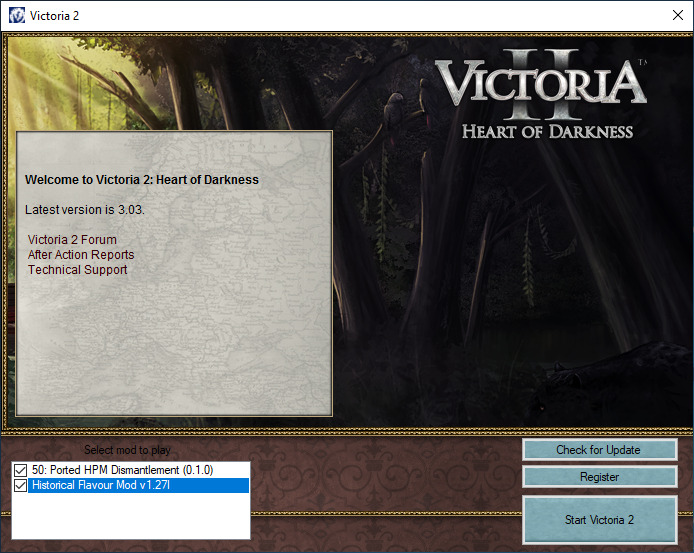 Victoria 2
VICTORIA II ™
HEART OF DARKNESS
Welcome to Victoria 2: Heart of Darkness
Latest version is 3.03.
Victoria 2 Forum
After Action Reports
Technical Support
Select mod to play
50: Ported HPM Dismantlement (0.1.0)
Historical Flavour Mod v1.27l
Check for Update
Register
Start Victoria 2